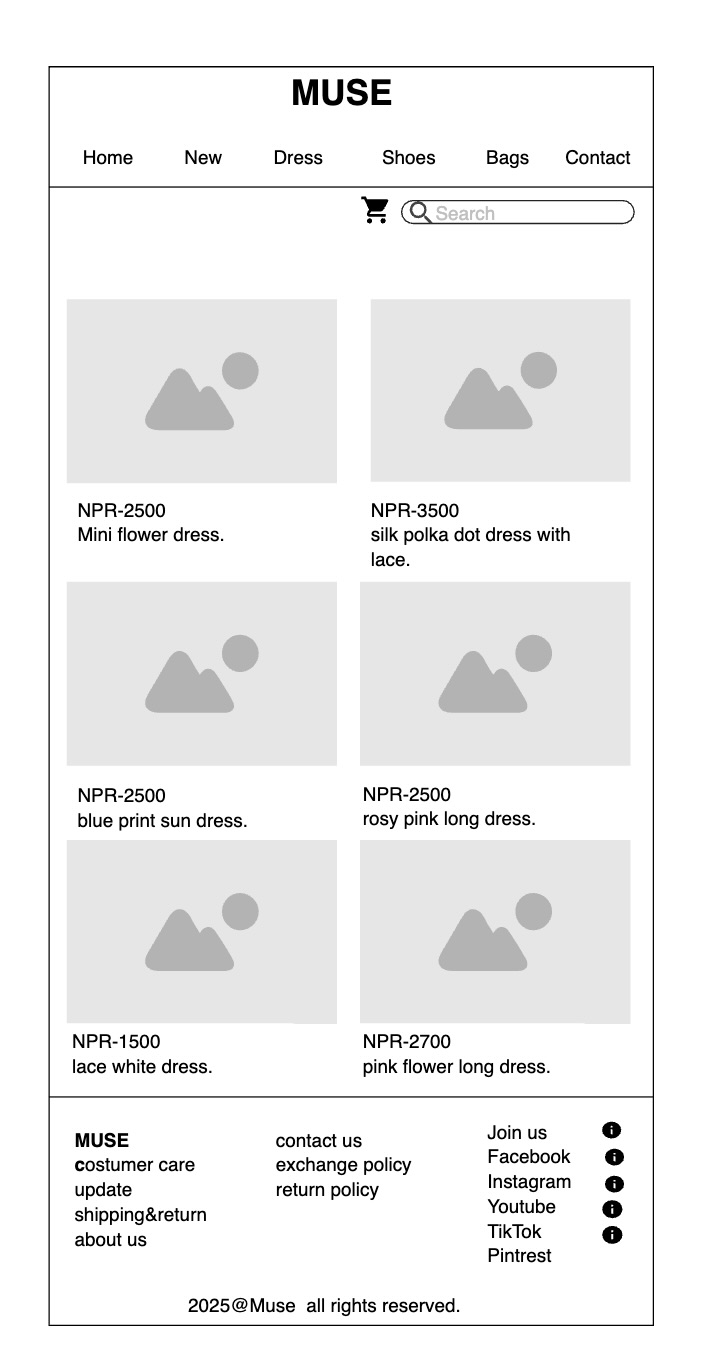 MUSE
Home New Dress Shoes Bags Contact
Search
NPR-2500
Mini flower dress.
NPR-3500
silk polka dot dress with
lace.
NPR-2500
blue print sun dress.
NPR-2500
rosy pink long dress.
NPR-1500
lace white dress.
NPR-2700
pink flower long dress.
MUSE
costumer care
update
shipping&return
about us
contact us
exchange policy
return policy
Join us
Facebook
Instagram
Youtube
TikTok
Pintrest
2025@Muse all rights reserved.